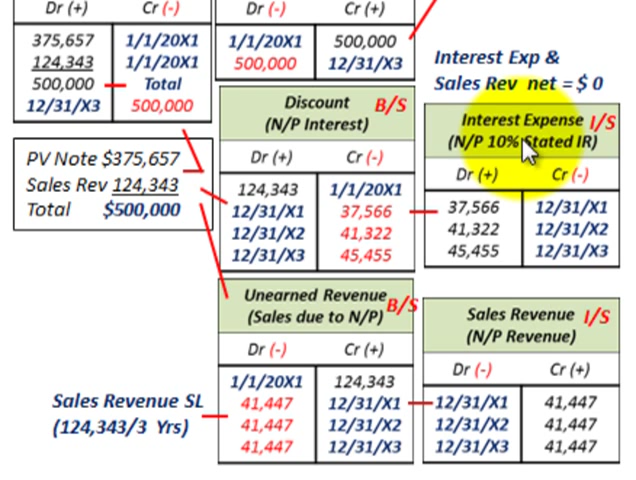 Dr (+) Cr (-)
375,657 1/1/20X1
124,343 1/1/20X1
500,000 Total
12/31/X3 500,000
Dr (-) Cr (+)
1/1/20X1 500,000
500,000 12/31/X3
Interest Exp &
Sales Rev net = $ 0
PV Note $375,657
Sales Rev 124,343
Total $500,000
Discount B/S
(N/P Interest)
Dr (+) Cr (-)
124,343 1/1/20X1
12/31/X1 37,566
12/31/X2 41,322
12/31/X3 45,455
Interest Expense I/S
(N/P 10% Stated IR)
Dr (+) Cr (-)
37,566 12/31/X1
41,322 12/31/X2
45,455 12/31/X3
Unearned Revenue B/S
(Sales due to N/P)
Dr (-) Cr (+)
1/1/20X1 124,343
41,447 12/31/X1
41,447 12/31/X2
41,447 12/31/X3
Sales Revenue I/S
(N/P Revenue)
Dr (-) Cr (+)
12/31/X1 41,447
12/31/X2 41,447
12/31/X3 41,447
Sales Revenue SL
(124,343/3 Yrs)